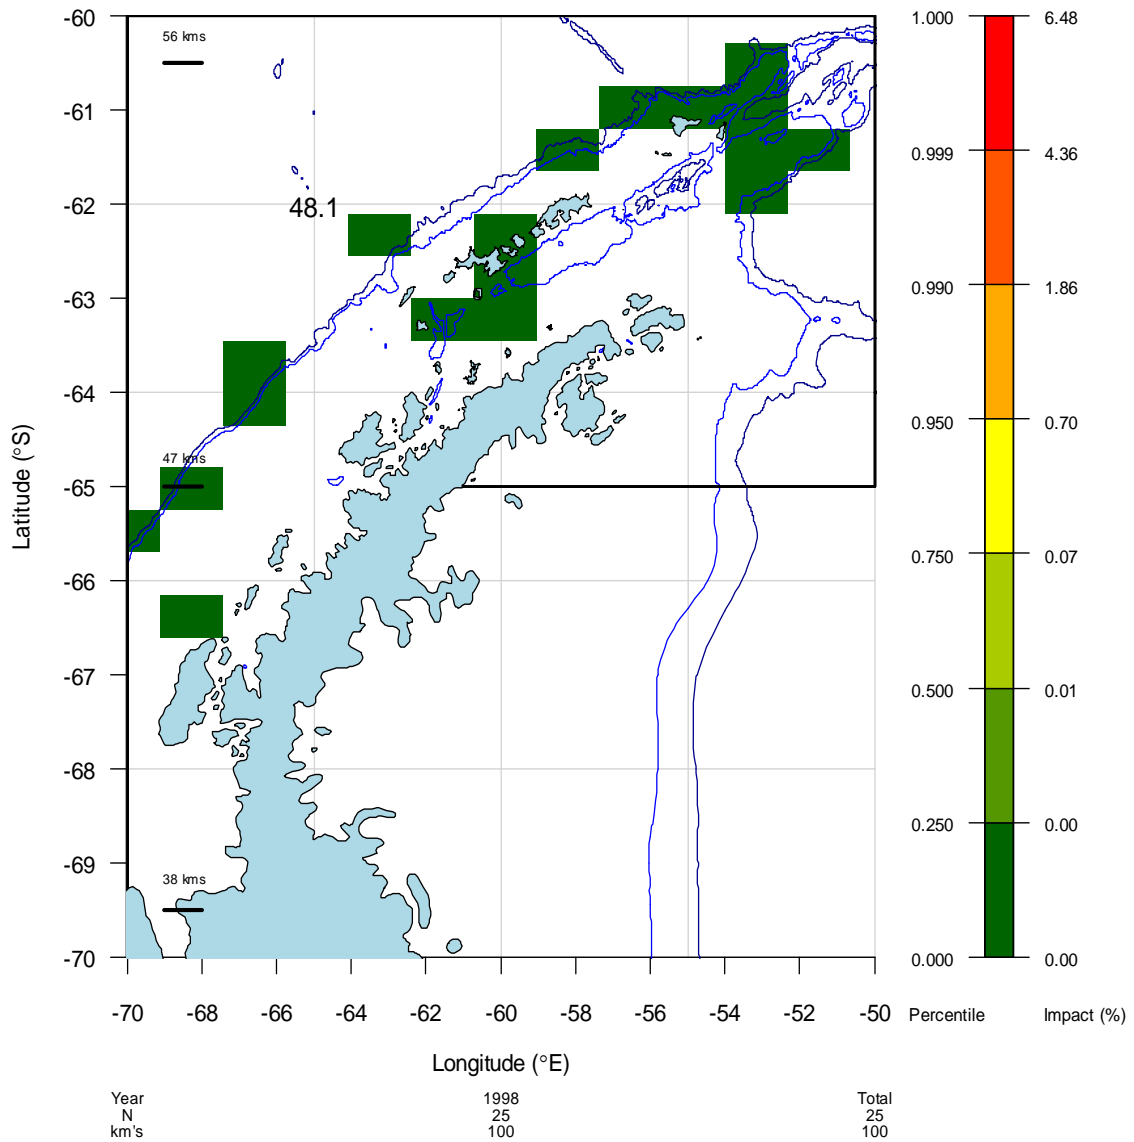 -60
-61
-62
-63
-64
-65
-66
-67
-68
-69
-70
Latitude (°S)
56 kms
48.1
47 kms
38 kms
-70 -68 -66 -64 -62 -60 -58 -56 -54 -52 -50
Longitude (°E)
1.000 6.48
0.999 4.36
0.990 1.86
0.950 0.70
0.750 0.07
0.500 0.01
0.250 0.00
0.000 0.00
Percentile Impact (%)
Year 1998 Total
N 25 25
km's 100 100